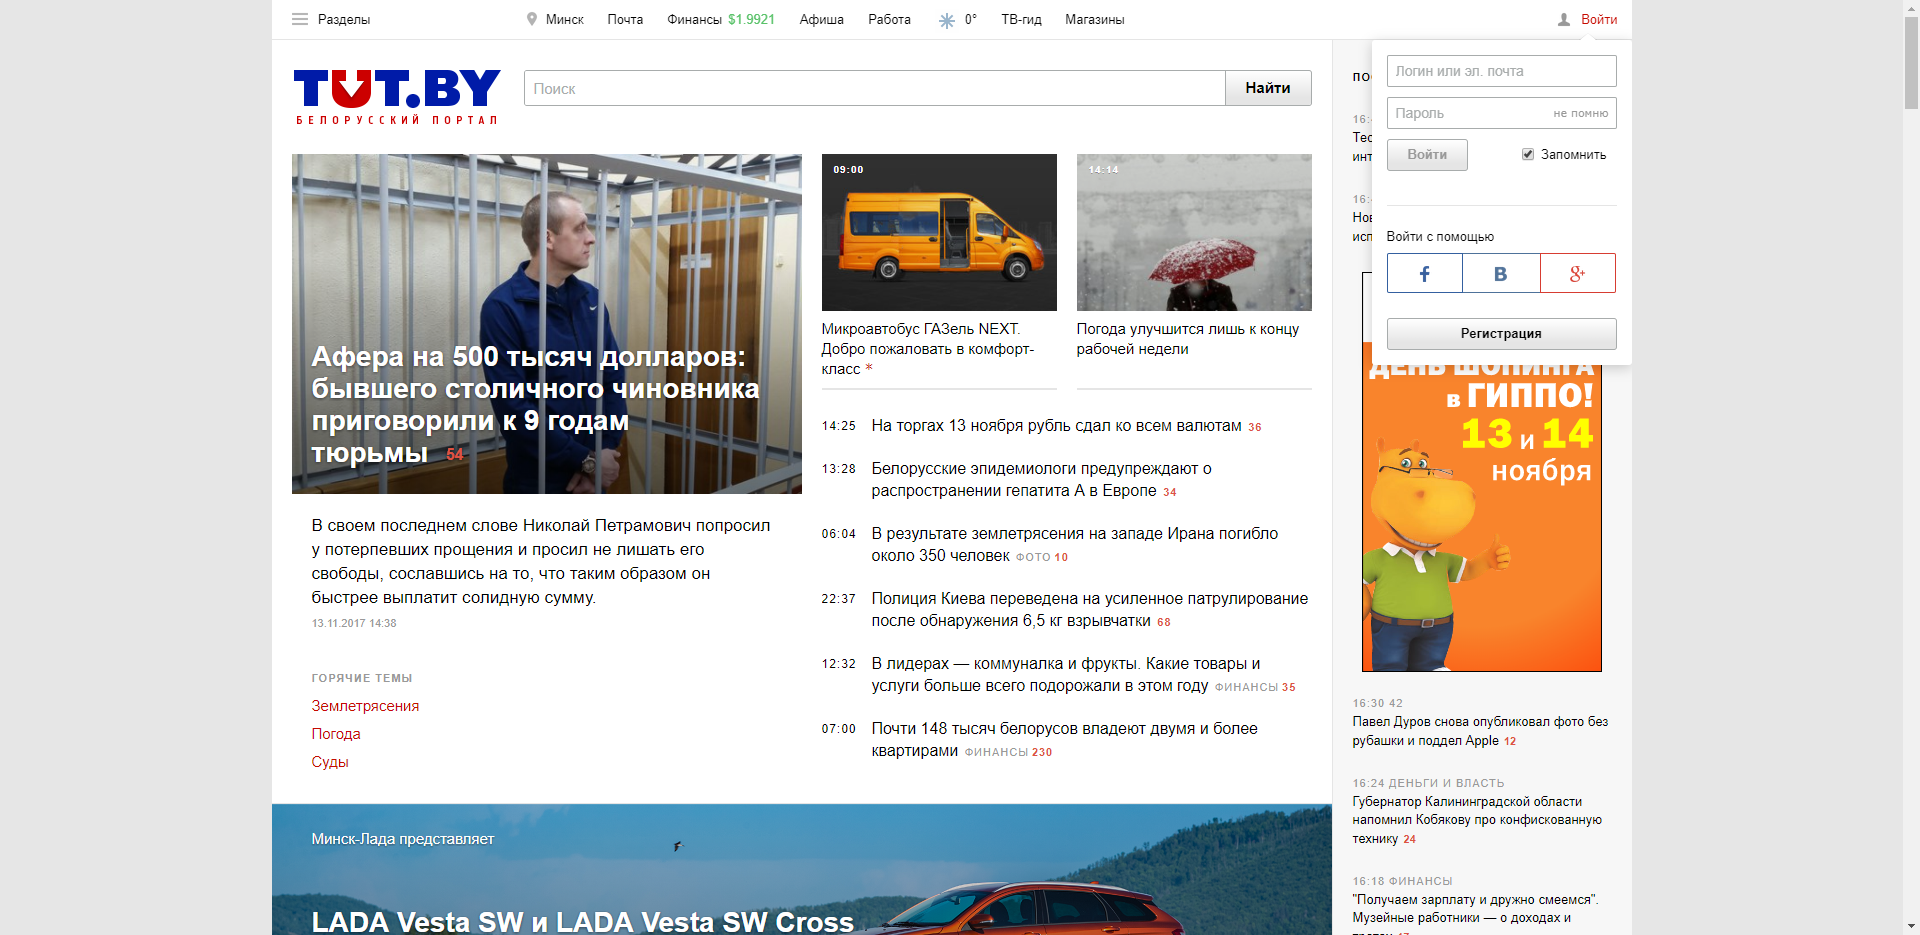 Разделы
Минск
Почта
Финансы $1.9921
Афиша
Работа
0°
ТВ-гид
Магазины
Войти
TUT.BY
БЕЛОРУССКИЙ ПОРТАЛ
Поиск
Найти
Логин или эл. почта
Пароль
не помню
Войти
Запомнить
Войти с помощью
Регистрация
Афера на 500 тысяч долларов:
бывшего столичного чиновника
приговорили к 9 годам
тюрьмы 54
В своем последнем слове Николай Петрамович попросил
у потерпевших прощения и просил не лишать его
свободы, сославшись на то, что таким образом он
быстрее выплатит солидную сумму.
13.11.2017 14:38
ГОРЯЧИЕ ТЕМЫ
Землетрясения
Погода
Суды
09:00
Микроавтобус ГАЗель NEXT.
Добро пожаловать в комфорт-
класс *
14:14
Погода улучшится лишь к концу
рабочей недели
14:25 На торгах 13 ноября рубль сдал ко всем валютам 36
13:28 Белорусские эпидемиологи предупреждают о
распространении гепатита А в Европе 34
06:04 В результате землетрясения на западе Ирана погибло
около 350 человек ФОТО 10
22:37 Полиция Киева переведена на усиленное патрулирование
после обнаружения 6,5 кг взрывчатки 68
12:32 В лидерах — коммуналка и фрукты. Какие товары и
услуги больше всего подорожали в этом году ФИНАНСЫ 35
07:00 Почти 148 тысяч белорусов владеют двумя и более
квартирами ФИНАНСЫ 230
ДЕНЬ ШОПИНГА
в ГИППО!
13 и 14
ноября
16:30 42
Павел Дуров снова опубликовал фото без
рубашки и поддел Apple 12
16:24 ДЕНЬГИ И ВЛАСТЬ
Губернатор Калининградской области
напомнил Кобякову про конфискованную
технику 24
16:18 ФИНАНСЫ
"Получаем зарплату и дружно смеемся".
Музейные работники — о доходах и
Минск-Лада представляет
LADA Vesta SW и LADA Vesta SW Cross